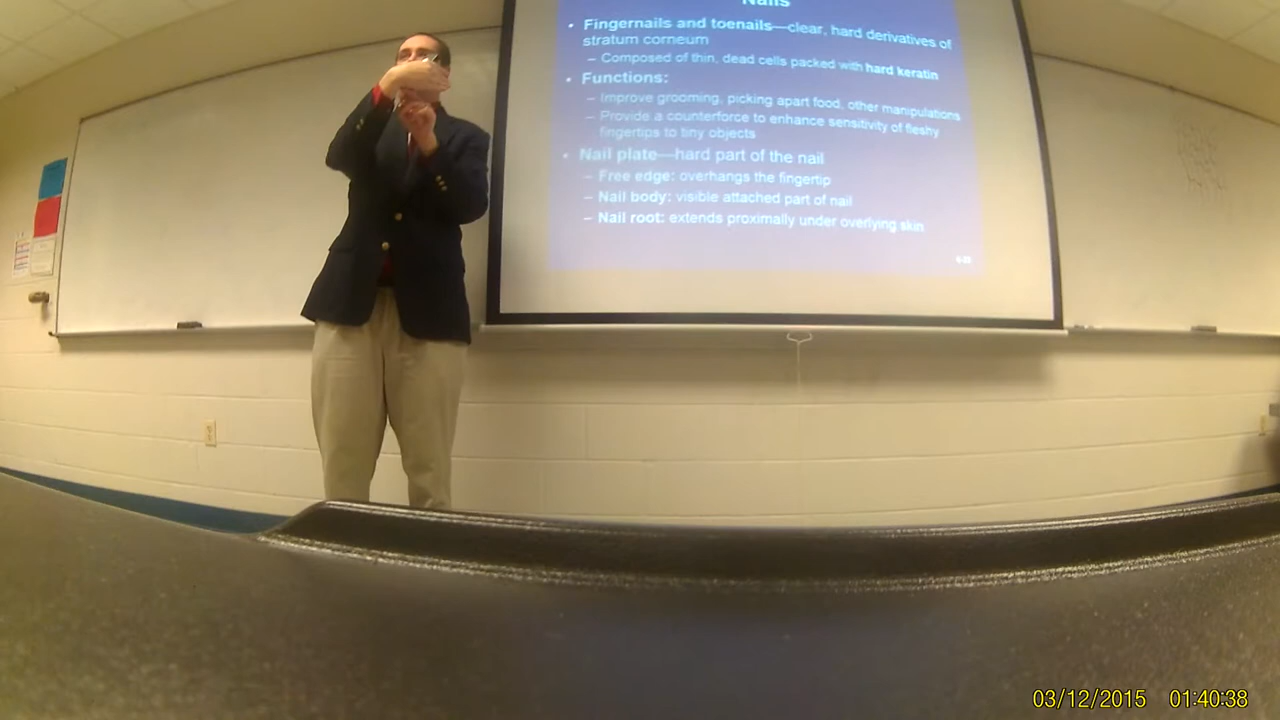 Nails
• Fingernails and toenails—clear, hard derivatives of
stratum corneum
– Composed of thin, dead cells packed with hard keratin
• Functions:
– Improve grooming, picking apart food, other manipulations
– Provide a counterforce to enhance sensitivity of fleshy
fingertips to tiny objects
• Nail plate—hard part of the nail
– Free edge: overhangs the fingertip
– Nail body: visible attached part of nail
– Nail root: extends proximally under overlying skin
03/12/2015 01:40:38